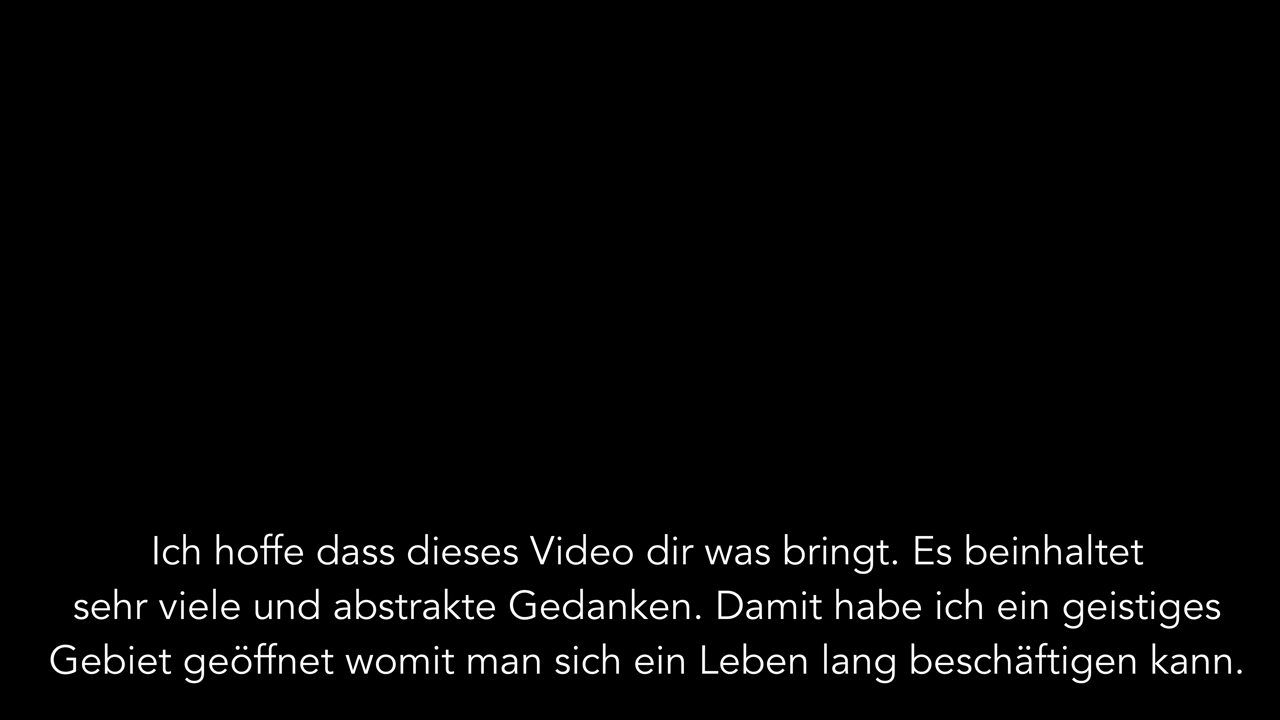 Ich hoffe dass dieses Video dir was bringt. Es beinhaltet
sehr viele und abstrakte Gedanken. Damit habe ich ein geistiges
Gebiet geöffnet womit man sich ein Leben lang beschäftigen kann.